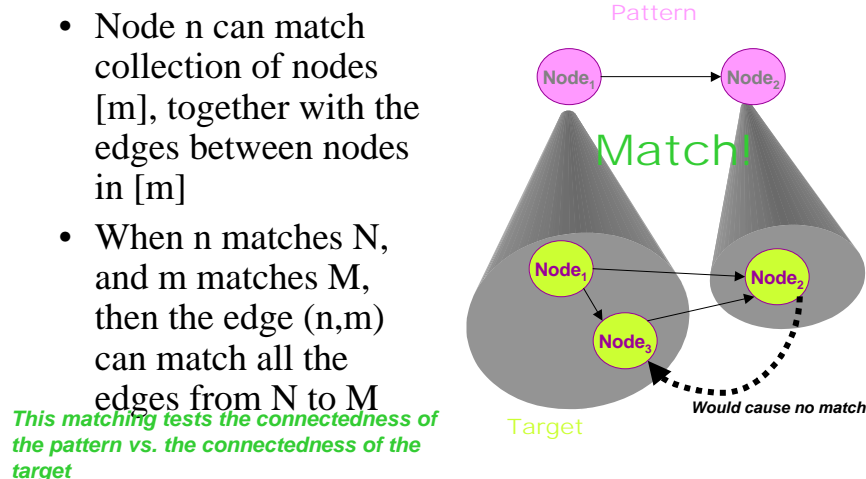 • Node n can match
collection of nodes
[m], together with the
edges between nodes
in [m]
• When n matches N,
and m matches M,
then the edge (n,m)
can match all the
edges from N to M
This matching tests the connectedness of
the pattern vs. the connectedness of the
target
Pattern
Node1
Node2
Match!
Node1
Node2
Node3
Would cause no match
Target